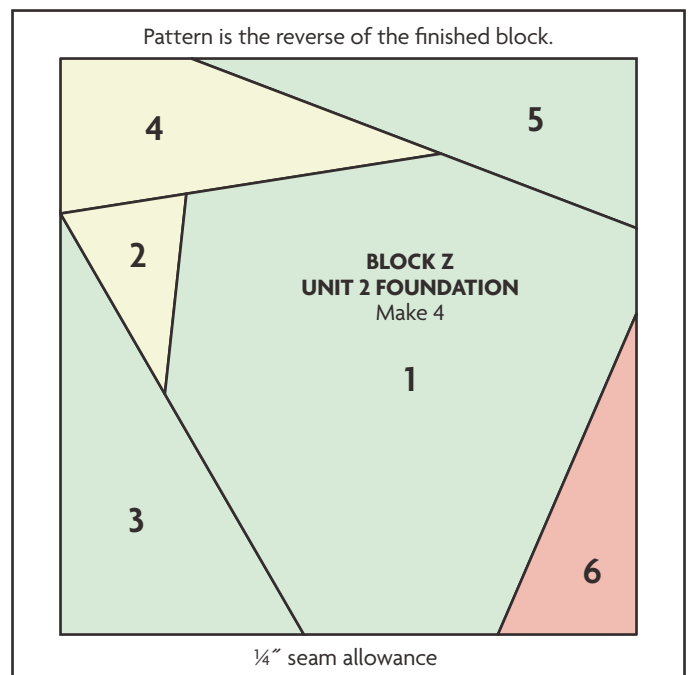 Pattern is the reverse of the finished block.
4
5
2
BLOCK Z
UNIT 2 FOUNDATION
Make 4
1
3
6
¼˝ seam allowance